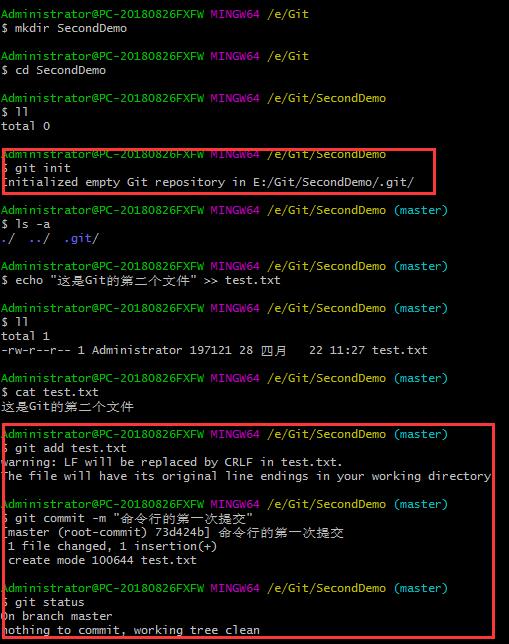 Administrator@PC-20180826FXFW MINGW64 /e/Git
$ mkdir SecondDemo
Administrator@PC-20180826FXFW MINGW64 /e/Git
$ cd SecondDemo
Administrator@PC-20180826FXFW MINGW64 /e/Git/SecondDemo
$ ll
total 0
Administrator@PC-20180826FXFW MINGW64 /e/Git/SecondDemo
$ git init
Initialized empty Git repository in E:/Git/SecondDemo/.git/
Administrator@PC-20180826FXFW MINGW64 /e/Git/SecondDemo (master)
$ ls -a
./  ../  .git/
Administrator@PC-20180826FXFW MINGW64 /e/Git/SecondDemo (master)
$ echo "这是Git的第二个文件" >> test.txt
Administrator@PC-20180826FXFW MINGW64 /e/Git/SecondDemo (master)
$ ll
total 1
-rw-r--r-- 1 Administrator 197121 28 四月   22 11:27 test.txt
Administrator@PC-20180826FXFW MINGW64 /e/Git/SecondDemo (master)
$ cat test.txt
这是Git的第二个文件
Administrator@PC-20180826FXFW MINGW64 /e/Git/SecondDemo (master)
$ git add test.txt
warning: LF will be replaced by CRLF in test.txt.
The file will have its original line endings in your working directory
Administrator@PC-20180826FXFW MINGW64 /e/Git/SecondDemo (master)
$ git commit -m "命令行的第一次提交"
[master (root-commit) 73d424b] 命令行的第一次提交
 1 file changed, 1 insertion(+)
 create mode 100644 test.txt
Administrator@PC-20180826FXFW MINGW64 /e/Git/SecondDemo (master)
$ git status
On branch master
nothing to commit, working tree clean